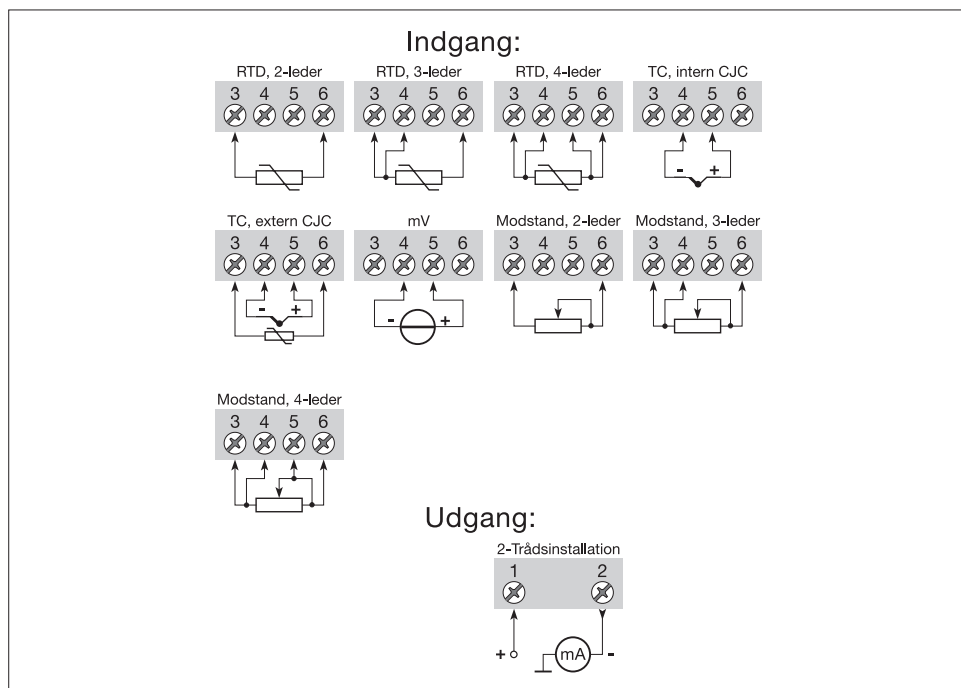 Indgang:
RTD, 2-leder RTD, 3-leder RTD, 4-leder TC, intern CJC
3 4 5 6 3 4 5 6 3 4 5 6 3 4 5 6
- +
TC, extern CJC mV Modstand, 2-leder Modstand, 3-leder
3 4 5 6 3 4 5 6 3 4 5 6 3 4 5 6
- + - +
Modstand, 4-leder
3 4 5 6
Udgang:
2-Trådsinstallation
1 2
+ mA -